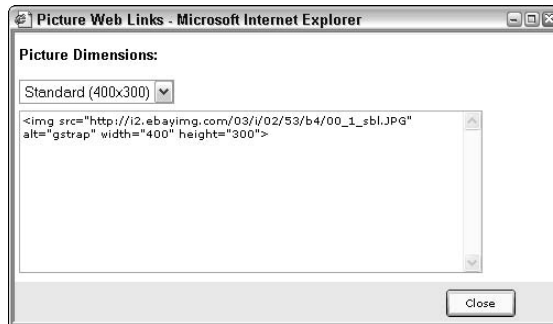 Picture Web Links - Microsoft Internet Explorer
Picture Dimensions:
Standard (400x300)
<img src="http://i2.ebayimg.com/03/i/02/53/b4/00_1_sbl.JPG"
alt="gstrap" width="400" height="300">
Close